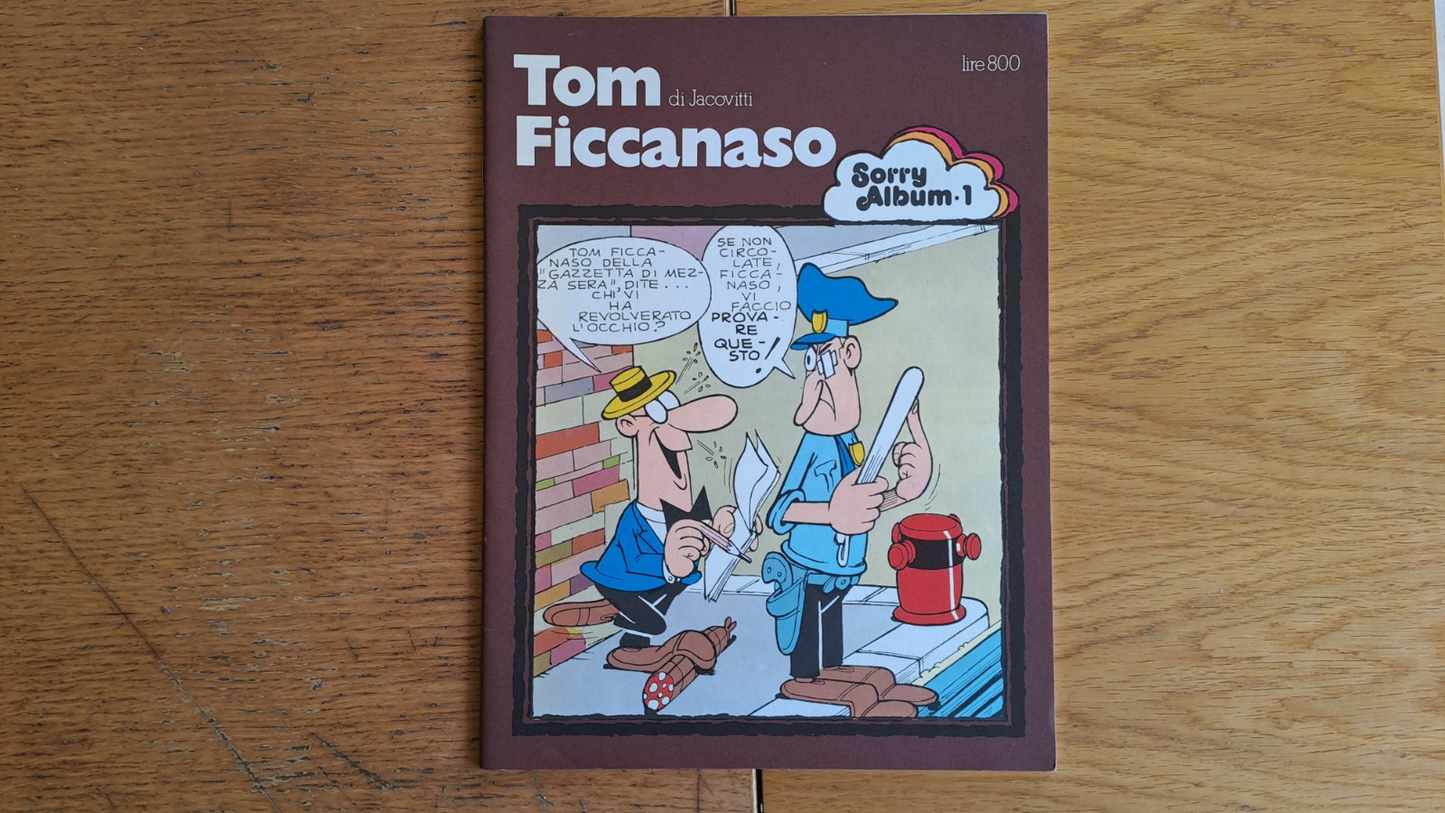 Tom
di Jacovitti
Ficcanaso
lire 800
Sorry
Album·1
TOM FICCA-
NASO DELLA
"GAZZETTA DI MEZ-
ZA SERA", DITE...
CHI VI
HA
REVOLVERATO
L'OCCHIO?
SE NON
CIRCO-
LATE,
FICCA-
NASO,
VI
FACCIO
PROVA-
RE
QUE-
STO!